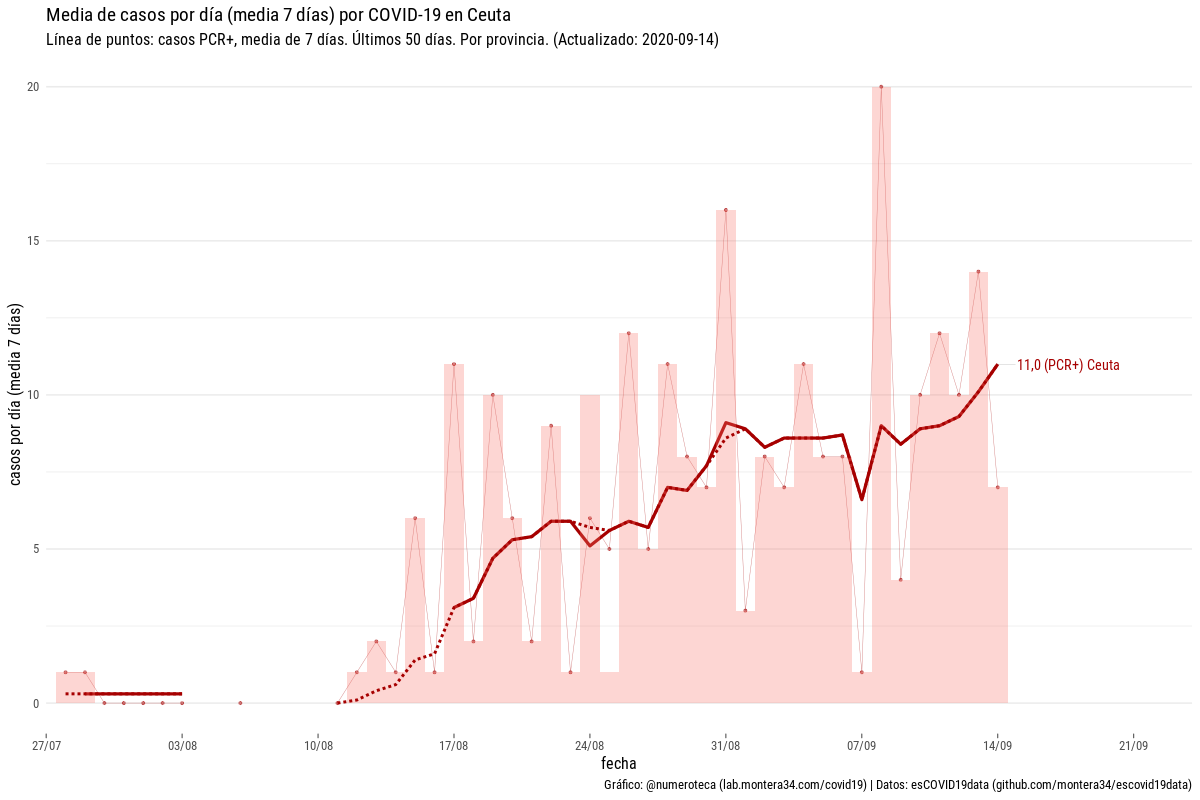 Media de casos por día (media 7 días) por COVID-19 en Ceuta
Línea de puntos: casos PCR+, media de 7 días. Últimos 50 días. Por provincia. (Actualizado: 2020-09-14)
casos por día (media 7 días)
20
15
10
5
0
11,0 (PCR+) Ceuta
27/07
03/08
10/08
17/08
24/08
31/08
07/09
14/09
21/09
fecha
Gráfico: @numeroteca (lab.montera34.com/covid19) | Datos: esCOVID19data (github.com/montera34/escovid19data)